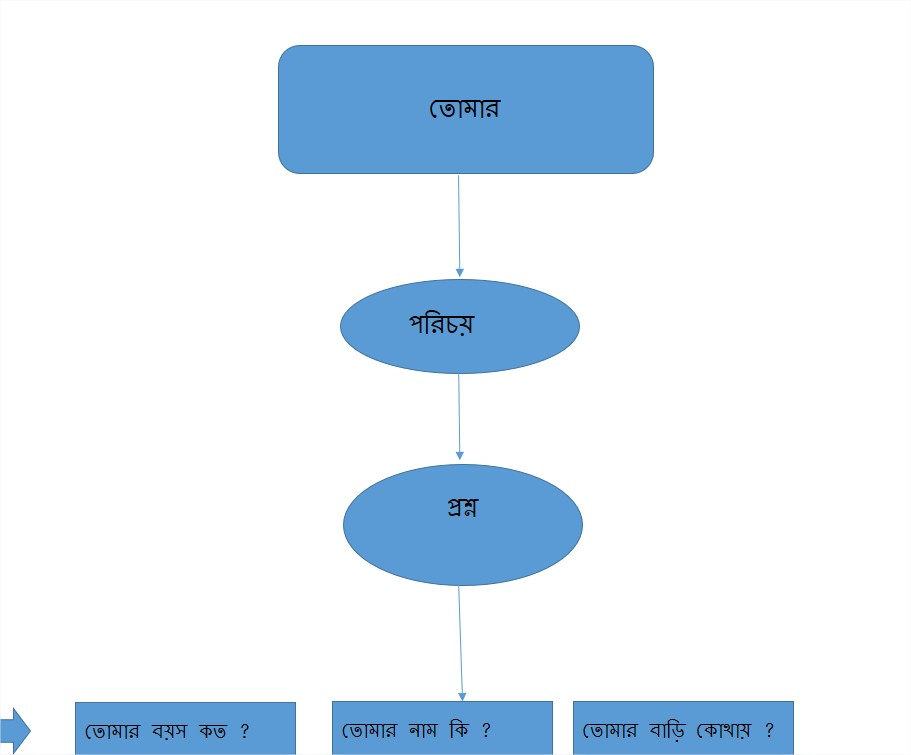 তোমার
পরিচয়
প্রশ্ন
তোমার বয়স কত ?
তোমার নাম কি ?
তোমার বাড়ি কোথায় ?